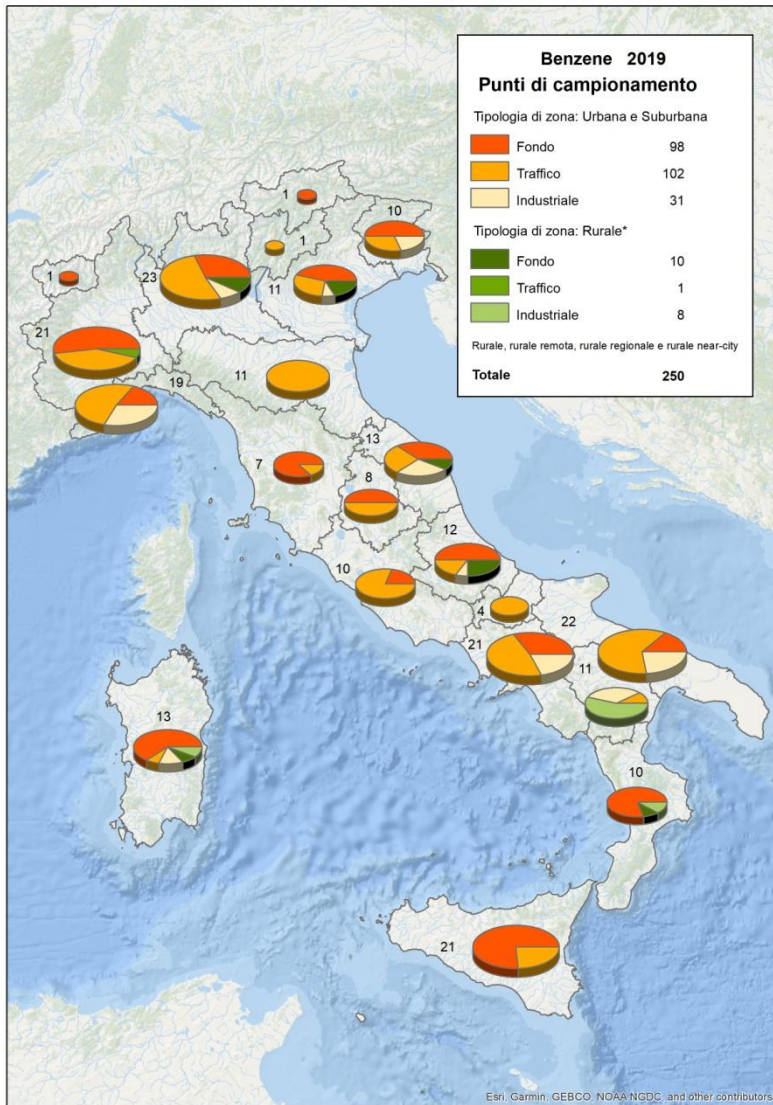 Benzene 2019
Punti di campionamento
Tipologia di zona: Urbana e Suburbana
Fondo 98
Traffico 102
Industriale 31
Tipologia di zona: Rurale*
Fondo 10
Traffico 1
Industriale 8
Rurale, rurale remota, rurale regionale e rurale near-city
Totale 250
1
10
1
23
1
11
21
19
11
13
7
8
12
10
4
22
21
11
13
10
21
Esri, Garmin, GEBCO, NOAA NGDC, and other contributors